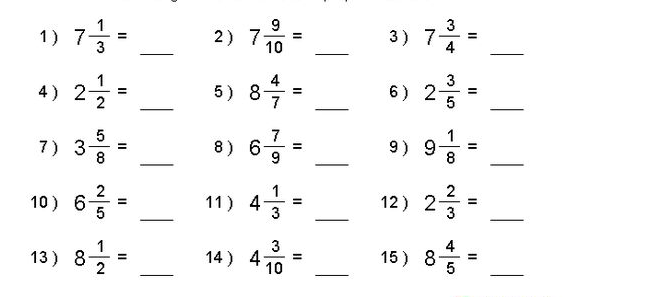 1) 7 1/3 = ___ 2) 7 9/10 = ___ 3) 7 3/4 = ___
4) 2 1/2 = ___ 5) 8 4/7 = ___ 6) 2 3/5 = ___
7) 3 5/8 = ___ 8) 6 7/9 = ___ 9) 9 1/8 = ___
10) 6 2/5 = ___ 11) 4 1/3 = ___ 12) 2 2/3 = ___
13) 8 1/2 = ___ 14) 4 3/10 = ___ 15) 8 4/5 = ___